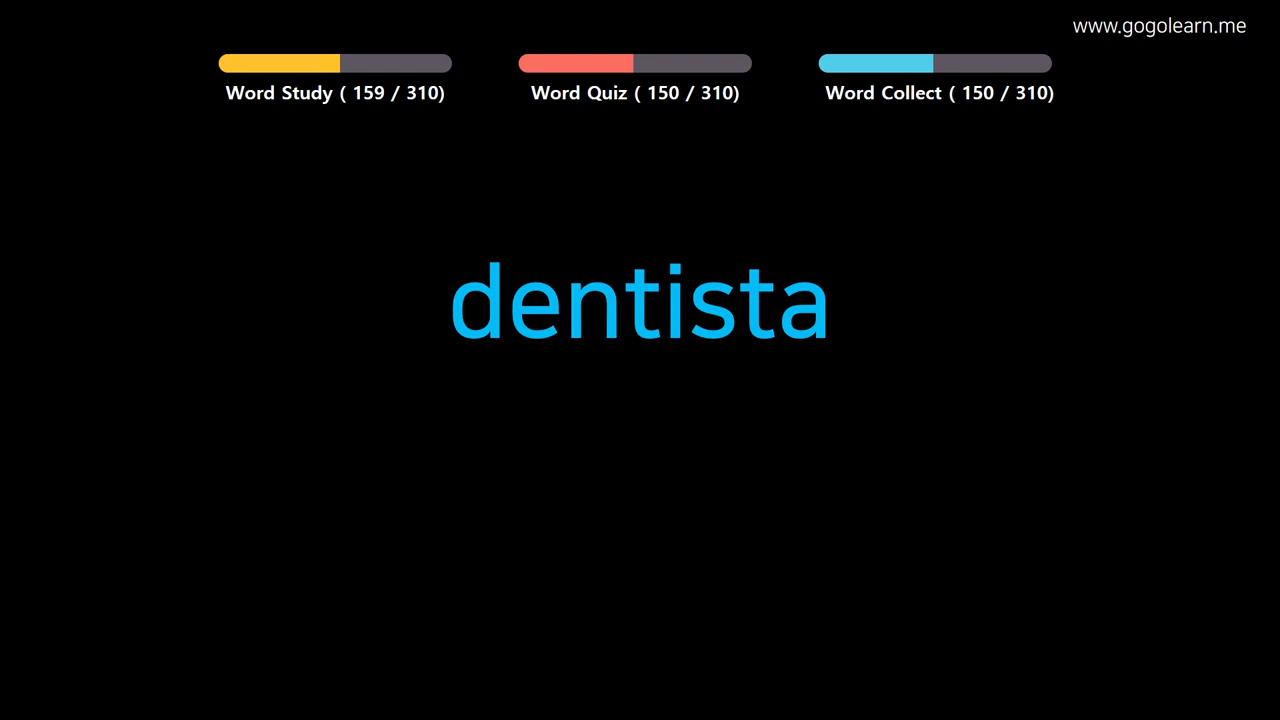 www.gogolearn.me
Word Study ( 159 / 310)
Word Quiz ( 150 / 310)
Word Collect ( 150 / 310)
dentista